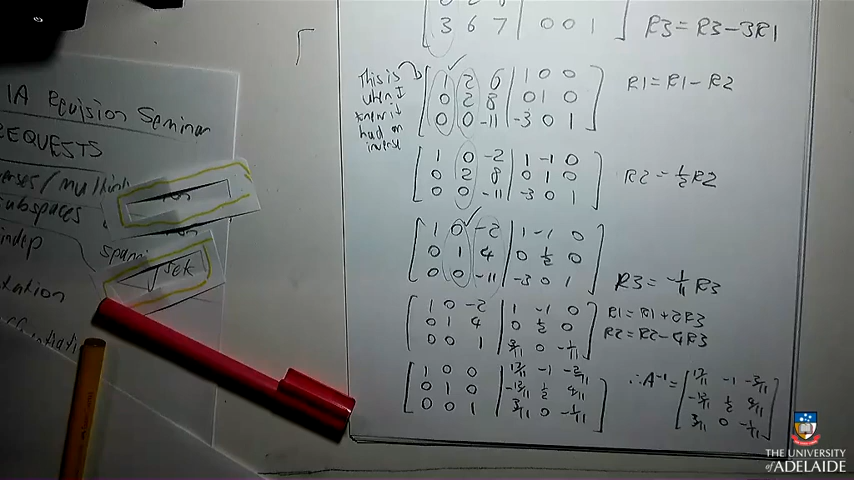 3 6 7 | 0 0 1
R3 = R3 - 3R1
This is
when I
knew it
had an
inverse
1 2 6 | 1 0 0
0 2 8 | 0 1 0
0 0 -11 | -3 0 1
R1 = R1 - R2
1 0 -2 | 1 -1 0
0 2 8 | 0 1 0
0 0 -11 | -3 0 1
R2 = 1/2 R2
1 0 -2 | 1 -1 0
0 1 4 | 0 1/2 0
0 0 -11 | -3 0 1
R3 = -1/11 R3
1 0 -2 | 1 -1 0
0 1 4 | 0 1/2 0
0 0 1 | 3/11 0 -1/11
R1 = R1 + 2R3
R2 = R2 - 4R3
1 0 0 | 17/11 -1 -2/11
0 1 0 | -12/11 1/2 4/11
0 0 1 | 3/11 0 -1/11
∴ A⁻¹ =
17/11 -1
-12/11 1/2 4/11
3/11 0 -1/11
1A Revision Seminar
REQUESTS
subspaces
indep
THE UNIVERSITY
of ADELAIDE